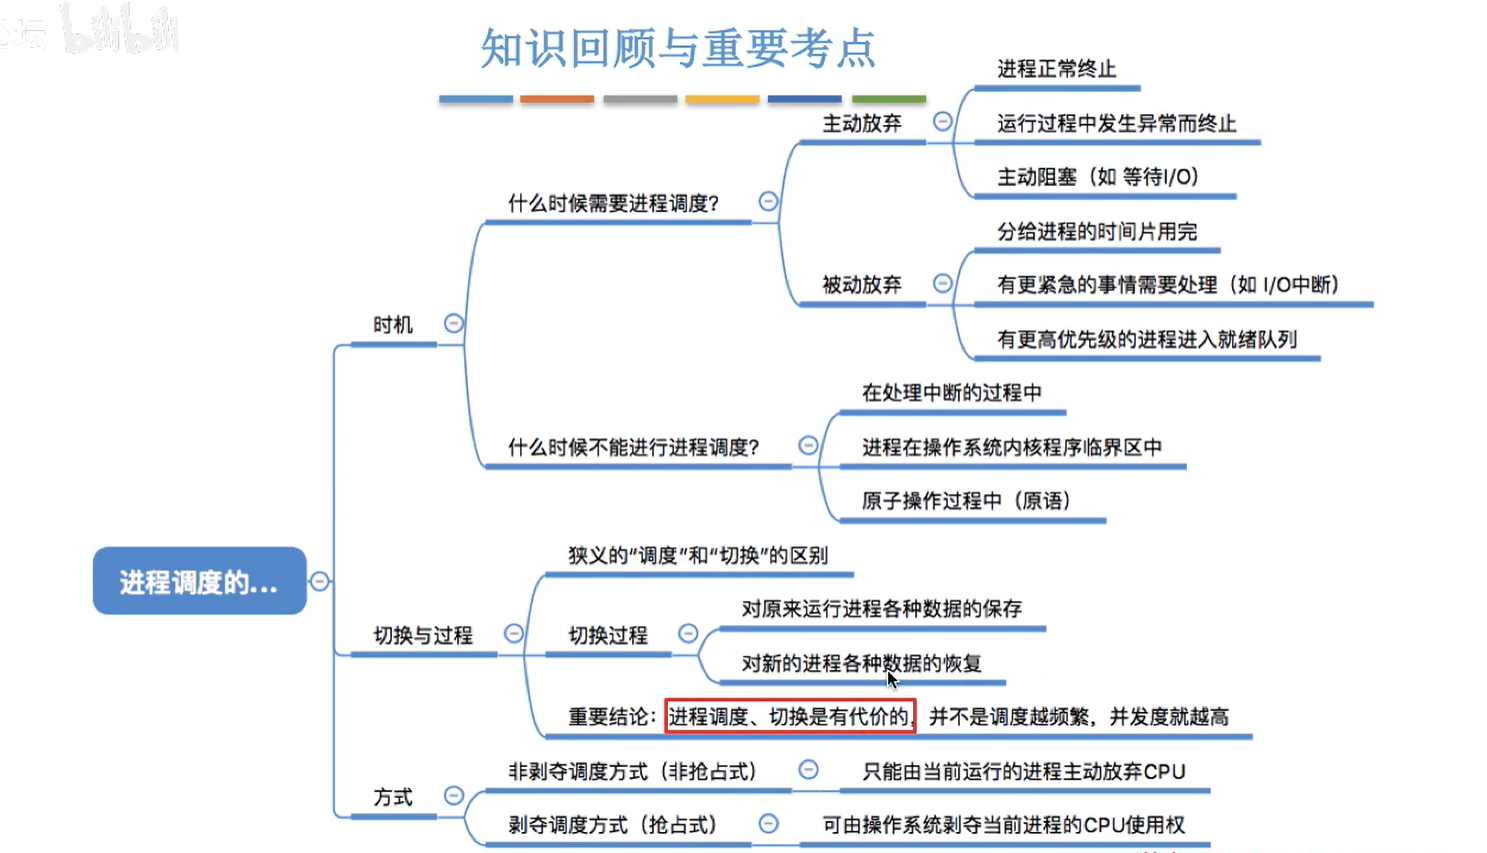 bilibili
知识回顾与重要考点
进程正常终止
主动放弃
运行过程中发生异常而终止
主动阻塞（如 等待I/O）
什么时候需要进程调度？
分给进程的时间片用完
被动放弃
有更紧急的事情需要处理（如 I/O中断）
有更高优先级的进程进入就绪队列
时机
在处理中断的过程中
什么时候不能进行进程调度？
进程在操作系统内核程序临界区中
原子操作过程中（原语）
进程调度的...
狭义的“调度”和“切换”的区别
对原来运行进程各种数据的保存
切换与过程
切换过程
对新的进程各种数据的恢复
重要结论：进程调度、切换是有代价的，并不是调度越频繁，并发度就越高
非剥夺调度方式（非抢占式）
只能由当前运行的进程主动放弃CPU
方式
剥夺调度方式（抢占式）
可由操作系统剥夺当前进程的CPU使用权